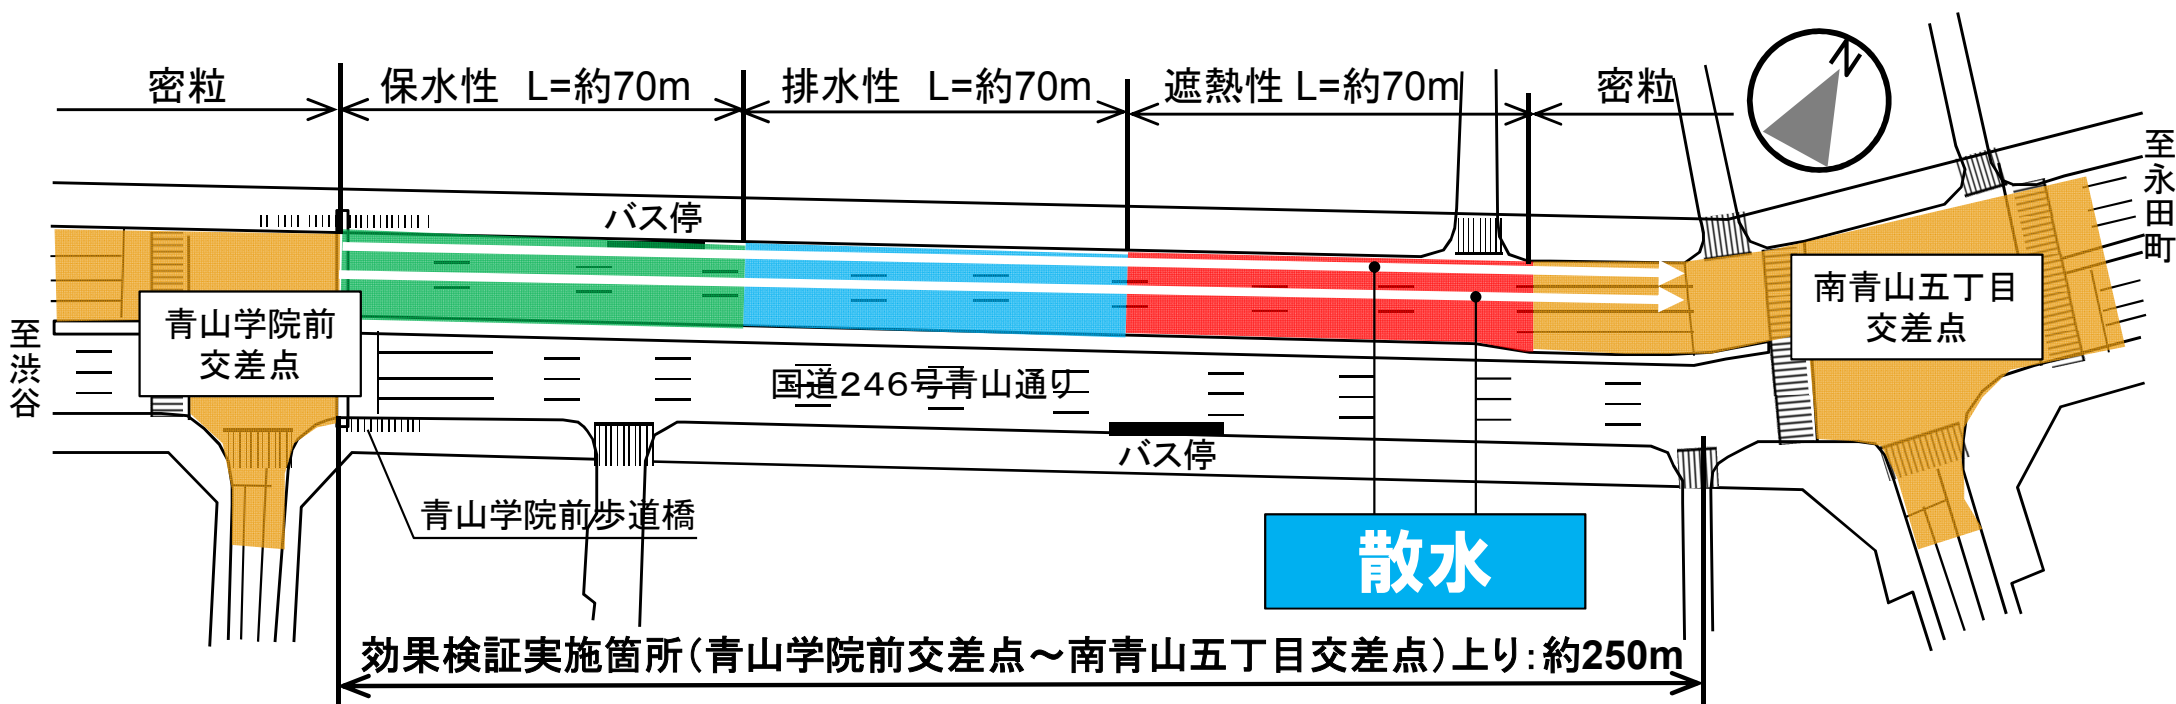 密粒
保水性 L=約70m
排水性 L=約70m
遮熱性 L=約70m
密粒
N
至永田町
バス停
青山学院前
交差点
南青山五丁目
交差点
至渋谷
国道246号青山通り
バス停
青山学院前歩道橋
散水
効果検証実施箇所(青山学院前交差点~南青山五丁目交差点)上り:約250m